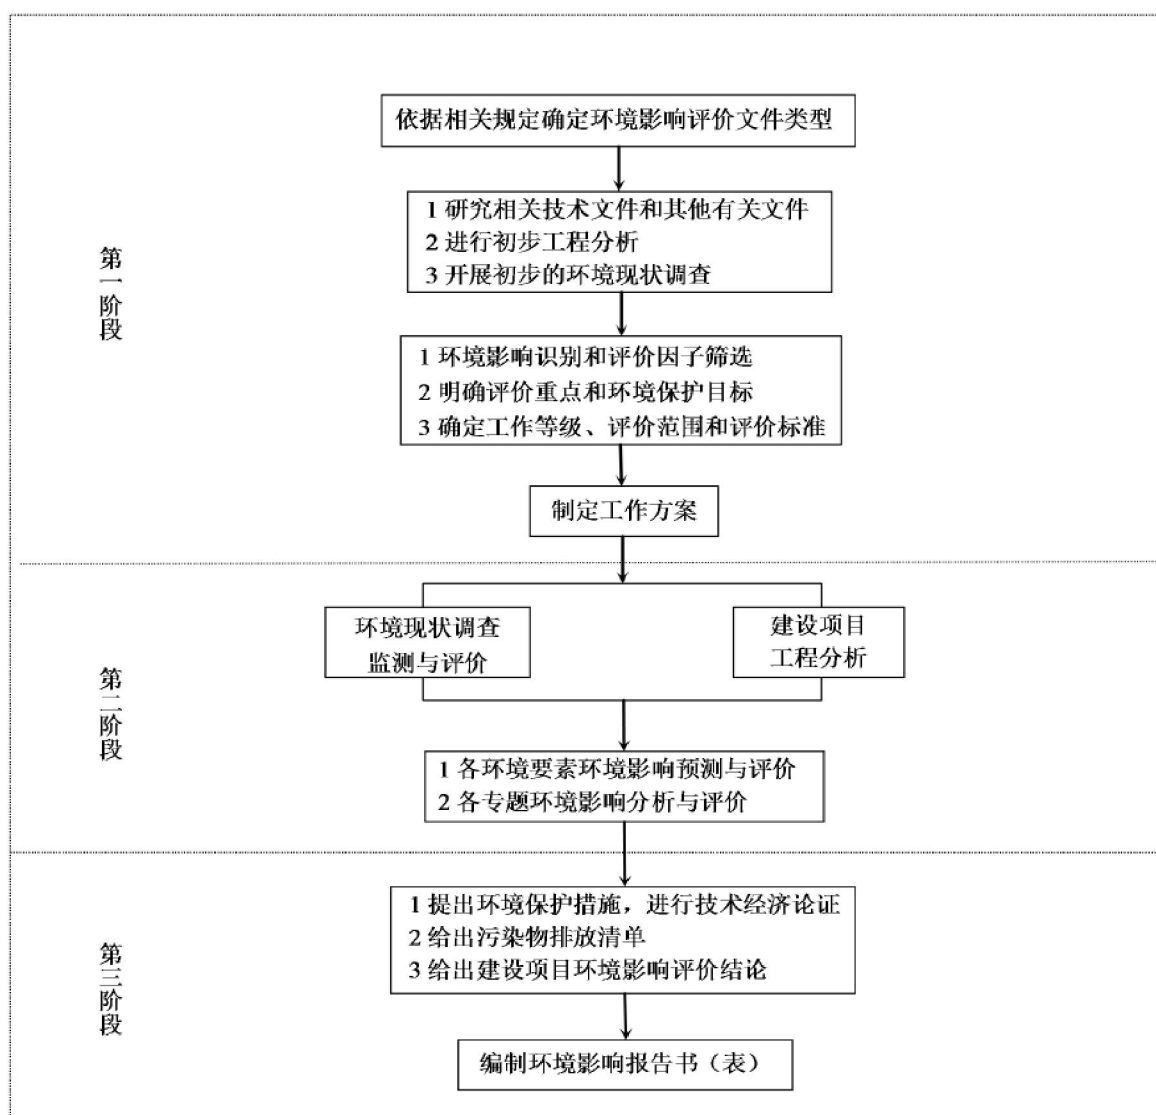 依据相关规定确定环境影响评价文件类型
1 研究相关技术文件和其他有关文件
2 进行初步工程分析
3 开展初步的环境现状调查
第一阶段
1 环境影响识别和评价因子筛选
2 明确评价重点和环境保护目标
3 确定工作等级、评价范围和评价标准
制定工作方案
环境现状调查
监测与评价
建设项目
工程分析
第二阶段
1 各环境要素环境影响预测与评价
2 各专题环境影响分析与评价
1 提出环境保护措施，进行技术经济论证
2 给出污染物排放清单
3 给出建设项目环境影响评价结论
第三阶段
编制环境影响报告书（表）